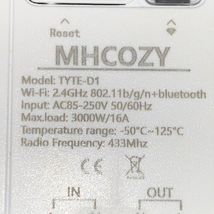 Reset
MHCOZY
Model: TYTE-D1
Wi-Fi: 2.4GHz 802.11b/g/n+bluetooth
Input: AC85-250V 50/60Hz
Max.load: 3000W/16A
Temperature range: -50°C~125°C
Radio Frequency: 433Mhz
IN OUT